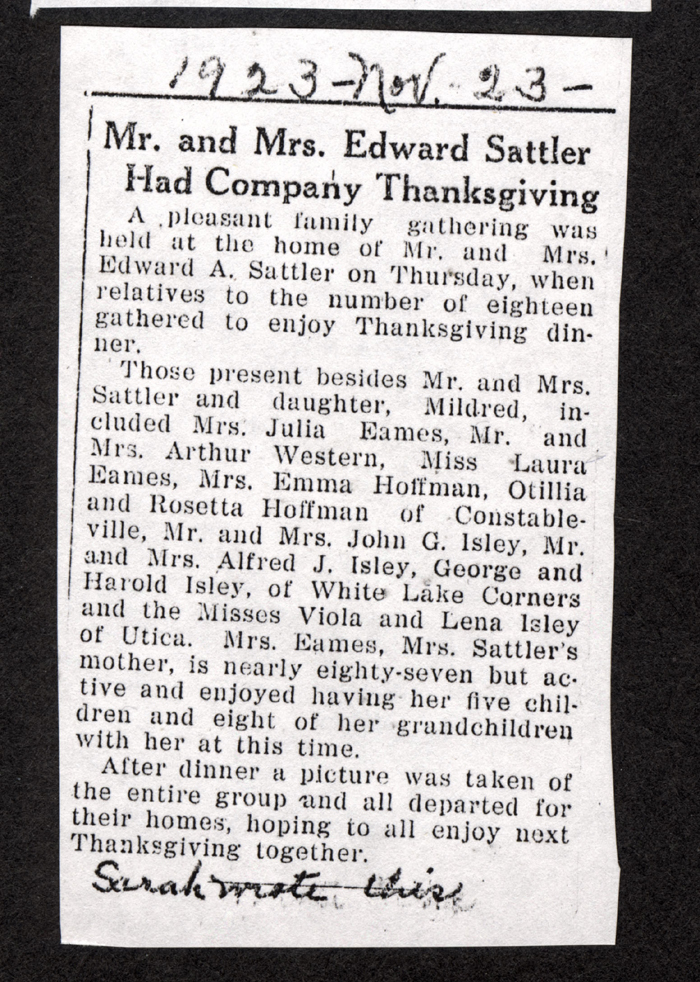 1923-Nov. 23-
Mr. and Mrs. Edward Sattler
Had Company Thanksgiving
A pleasant family gathering was
held at the home of Mr. and Mrs.
Edward A. Sattler on Thursday, when
relatives to the number of eighteen
gathered to enjoy Thanksgiving din-
ner.
Those present besides Mr. and Mrs.
Sattler and daughter, Mildred, in-
cluded Mrs. Julia Eames, Mr. and
Mrs. Arthur Western, Miss Laura
Eames, Mrs. Emma Hoffman, Otillia
and Rosetta Hoffman of Constable-
ville, Mr. and Mrs. John G. Isley, Mr.
and Mrs. Alfred J. Isley, George and
Harold Isley, of White Lake Corners
and the Misses Viola and Lena Isley
of Utica. Mrs. Eames, Mrs. Sattler's
mother, is nearly eighty-seven but ac-
tive and enjoyed having her five chil-
dren and eight of her grandchildren
with her at this time.
After dinner a picture was taken of
the entire group and all departed for
their homes, hoping to all enjoy next
Thanksgiving together.
Sarah wrote this